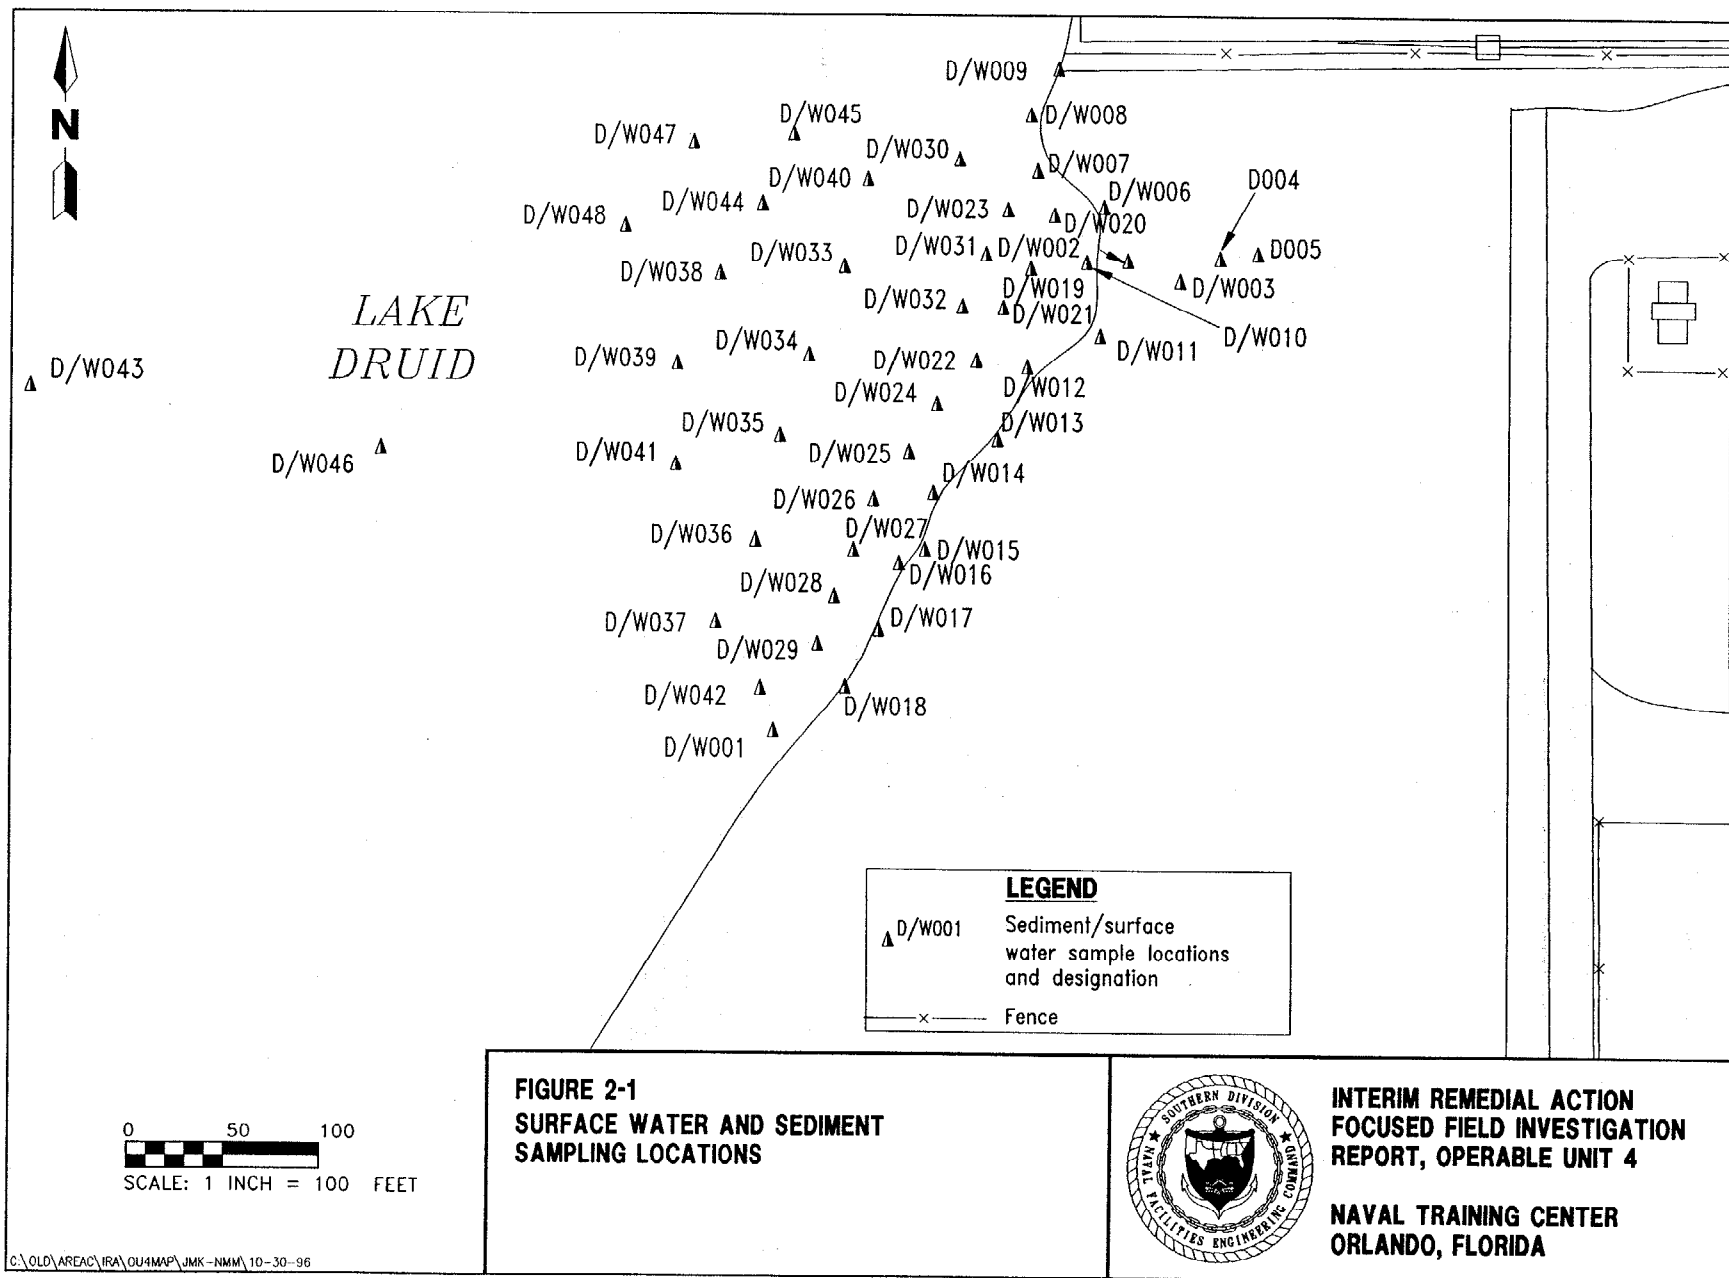 N
D/W009
D/W008
D/W045
D/W047
D/W030
D/W007
D/W040
D004
D/W006
D/W044
D/W023
D/W048
D/W020
D/W031
D/W002
D/W033
D005
D/W038
D/W003
D/W019
D/W032
D/W021
LAKE
DRUID
D/W010
D/W011
D/W034
D/W022
D/W039
D/W043
D/W012
D/W024
D/W035
D/W013
D/W025
D/W041
D/W046
D/W014
D/W026
D/W027
D/W036
D/W015
D/W016
D/W028
D/W017
D/W037
D/W029
D/W042
D/W018
D/W001
LEGEND
D/W001
Sediment/surface
water sample locations
and designation
Fence
0 50 100
SCALE: 1 INCH = 100 FEET
C:\OLD\AREAC\IRA\OU4MAP\JMK-NMM\10-30-96
FIGURE 2-1
SURFACE WATER AND SEDIMENT
SAMPLING LOCATIONS
SOUTHERN DIVISION
NAVAL FACILITIES ENGINEERING COMMAND
INTERIM REMEDIAL ACTION
FOCUSED FIELD INVESTIGATION
REPORT, OPERABLE UNIT 4
NAVAL TRAINING CENTER
ORLANDO, FLORIDA